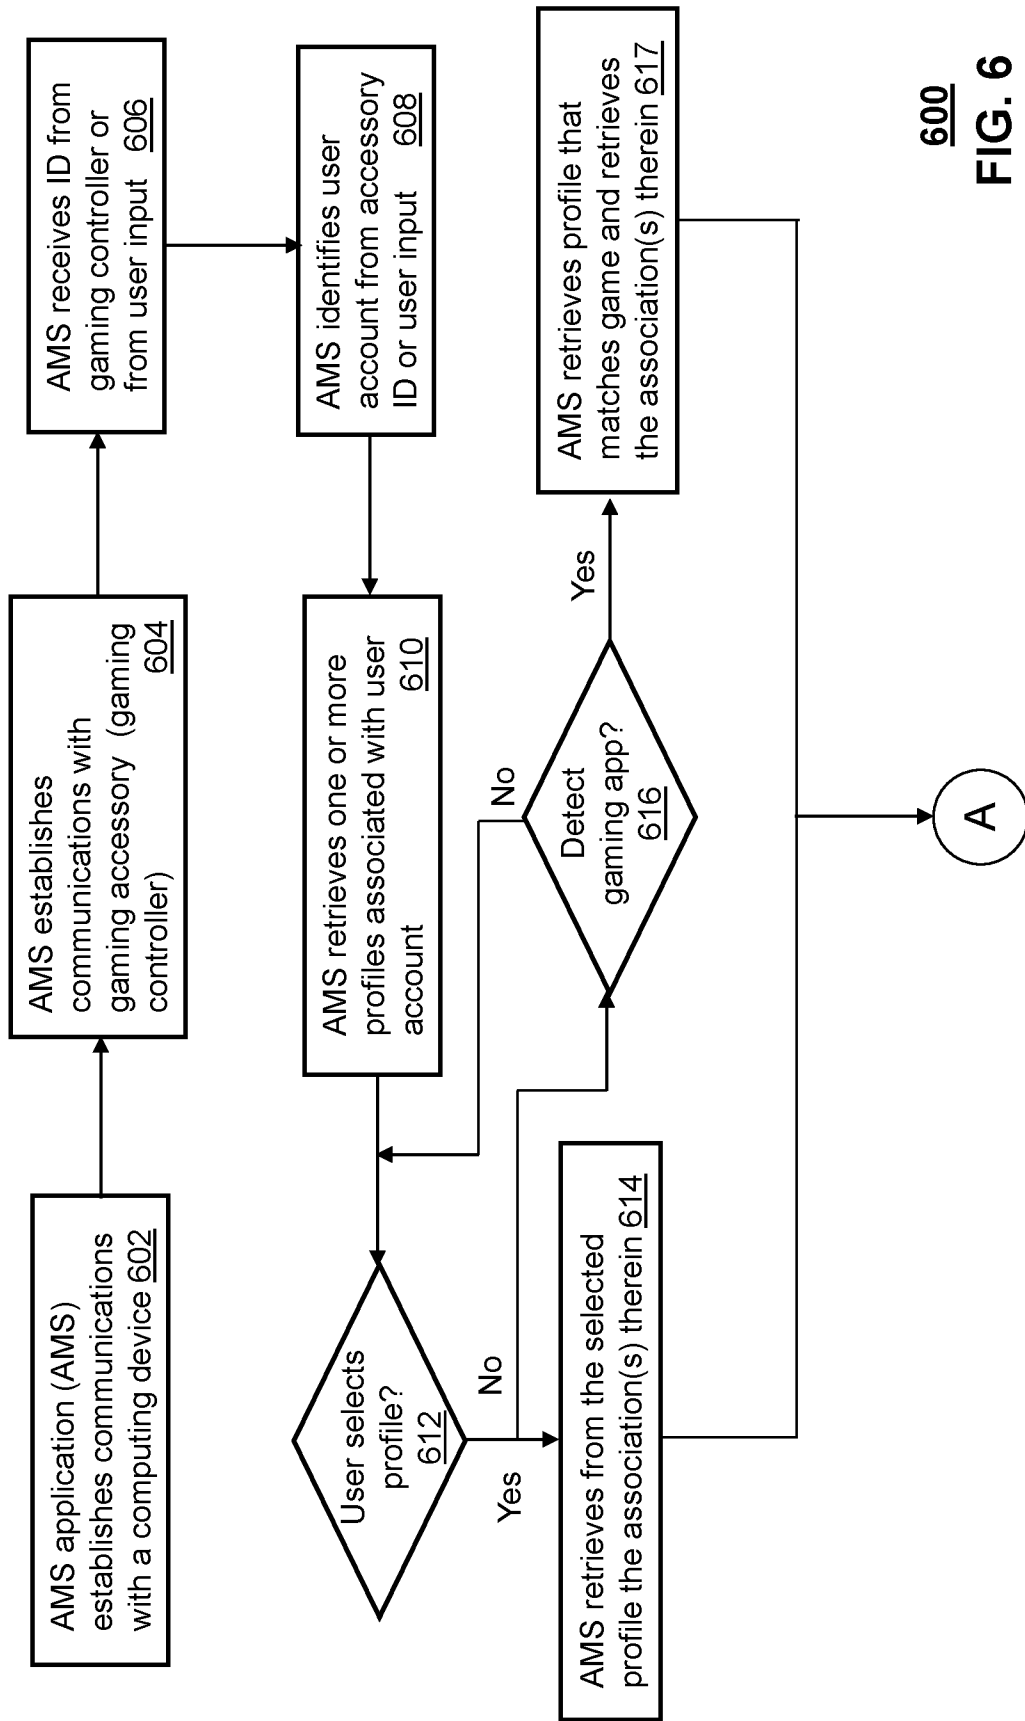 AMS application (AMS)
establishes communications
with a computing device 602
AMS establishes
communications with
gaming accessory (gaming
controller) 604
AMS receives ID from
gaming controller or
from user input 606
AMS identifies user
account from accessory
ID or user input 608
AMS retrieves one or more
profiles associated with user
account 610
User selects
profile?
612
No
Yes
AMS retrieves from the selected
profile the association(s) therein 614
Detect
gaming app?
616
No
Yes
AMS retrieves profile that
matches game and retrieves
the association(s) therein 617
A
600
FIG. 6